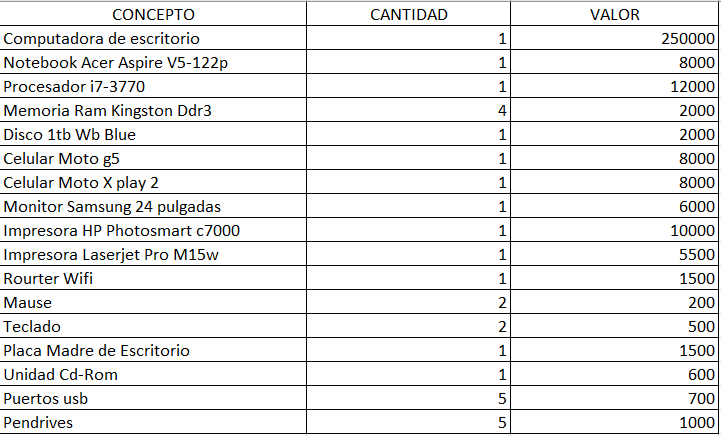 CONCEPTO CANTIDAD VALOR
Computadora de escritorio 1 250000
Notebook Acer Aspire V5-122p 1 8000
Procesador i7-3770 1 12000
Memoria Ram Kingston Ddr3 4 2000
Disco 1tb Wb Blue 1 2000
Celular Moto g5 1 8000
Celular Moto X play 2 1 8000
Monitor Samsung 24 pulgadas 1 6000
Impresora HP Photosmart c7000 1 10000
Impresora Laserjet Pro M15w 1 5500
Rourter Wifi 1 1500
Mause 2 200
Teclado 2 500
Placa Madre de Escritorio 1 1500
Unidad Cd-Rom 1 600
Puertos usb 5 700
Pendrives 5 1000